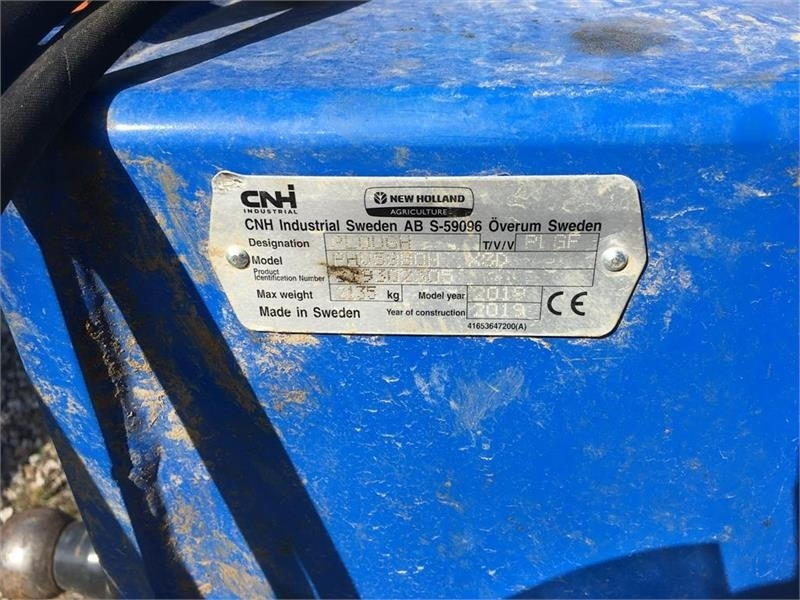 CNH
INDUSTRIAL
NEW HOLLAND
AGRICULTURE
CNH Industrial Sweden AB S-59096 Överum Sweden
Designation PLOUGH T/V/V PLGF
Model
Product
Identification Number
Max weight kg Model year 2019
Made in Sweden Year of construction 2019 CE
41653647200(A)